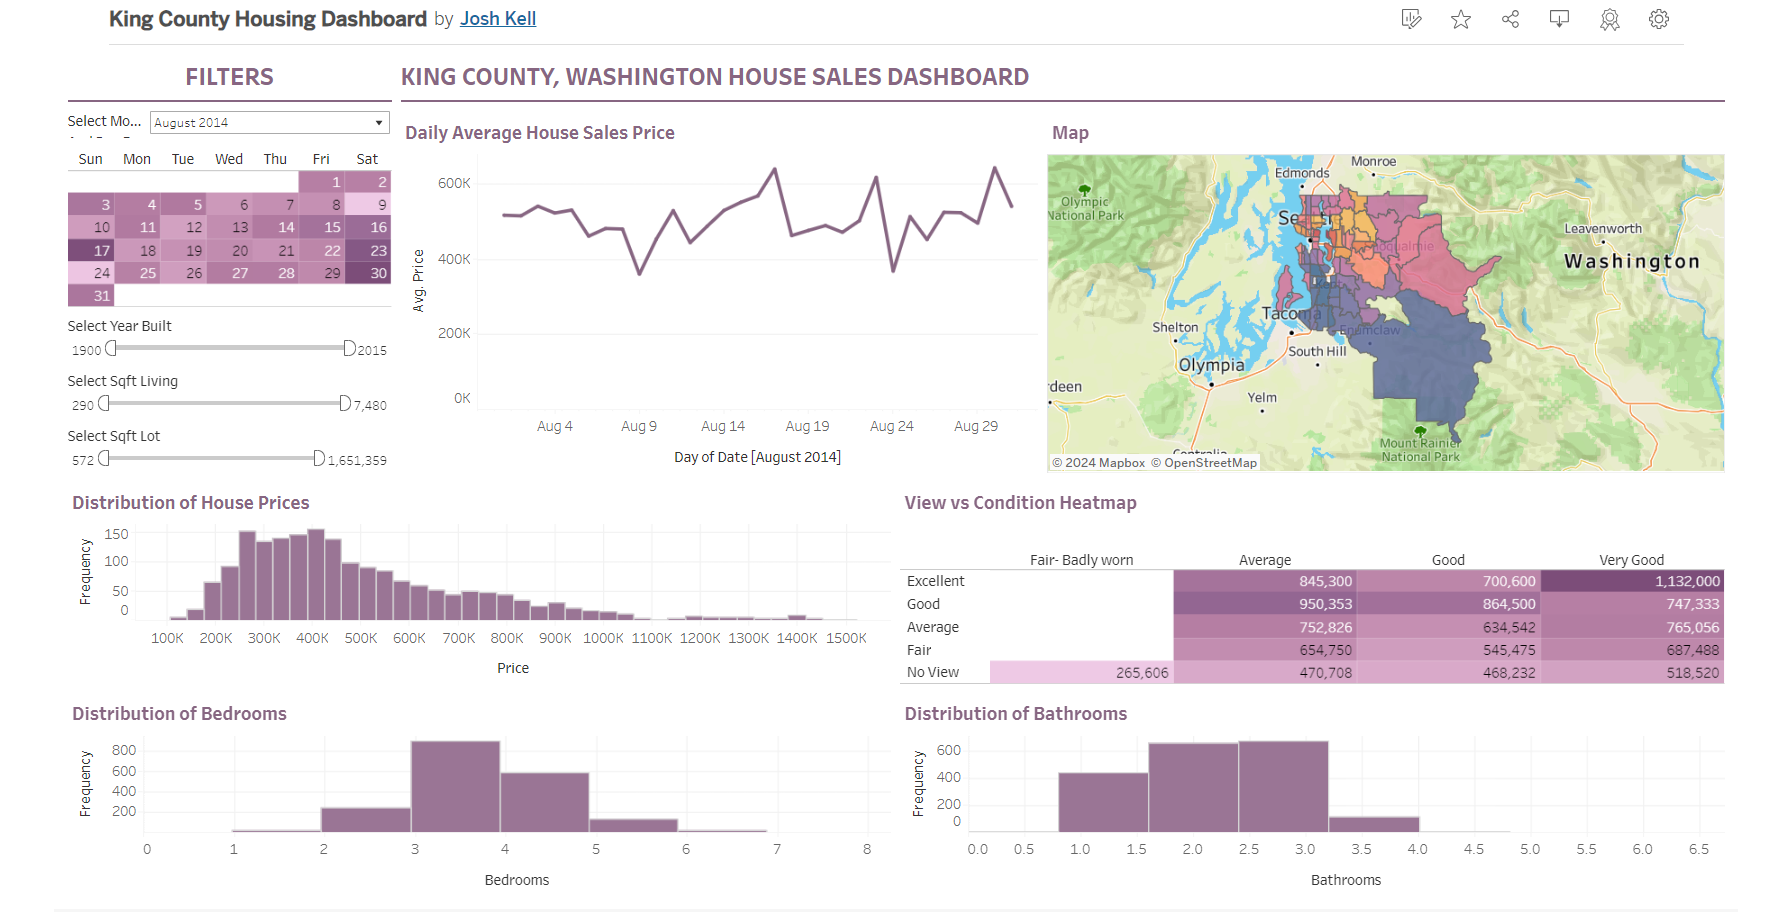 King County Housing Dashboard by Josh Kell
FILTERS
KING COUNTY, WASHINGTON HOUSE SALES DASHBOARD
Select Mo...
August 2014
Sun Mon Tue Wed Thu Fri Sat
1 2
3 4 5 6 7 8 9
10 11 12 13 14 15 16
17 18 19 20 21 22 23
24 25 26 27 28 29 30
31
Select Year Built
1900 2015
Select Sqft Living
290 7,480
Select Sqft Lot
572 1,651,359
Daily Average House Sales Price
Avg. Price
600K
400K
200K
0K
Aug 4 Aug 9 Aug 14 Aug 19 Aug 24 Aug 29
Day of Date [August 2014]
Map
Monroe
Edmonds
Olympic
National Park
Se
Leavenworth
Washington
Kent
Tacoma
Enumclaw
Shelton
South Hill
Olympia
deen
Yelm
Mount Rainier
National Park
Centralia
© 2024 Mapbox © OpenStreetMap
Distribution of House Prices
Frequency
150
100
50
0
100K 200K 300K 400K 500K 600K 700K 800K 900K 1000K 1100K 1200K 1300K 1400K 1500K
Price
View vs Condition Heatmap
Fair- Badly worn Average Good Very Good
Excellent 845,300 700,600 1,132,000
Good 950,353 864,500 747,333
Average 752,826 634,542 765,056
Fair 654,750 545,475 687,488
No View 265,606 470,708 468,232 518,520
Distribution of Bedrooms
Frequency
800
600
400
200
0 1 2 3 4 5 6 7 8
Bedrooms
Distribution of Bathrooms
Frequency
600
400
200
0
0.0 0.5 1.0 1.5 2.0 2.5 3.0 3.5 4.0 4.5 5.0 5.5 6.0 6.5
Bathrooms